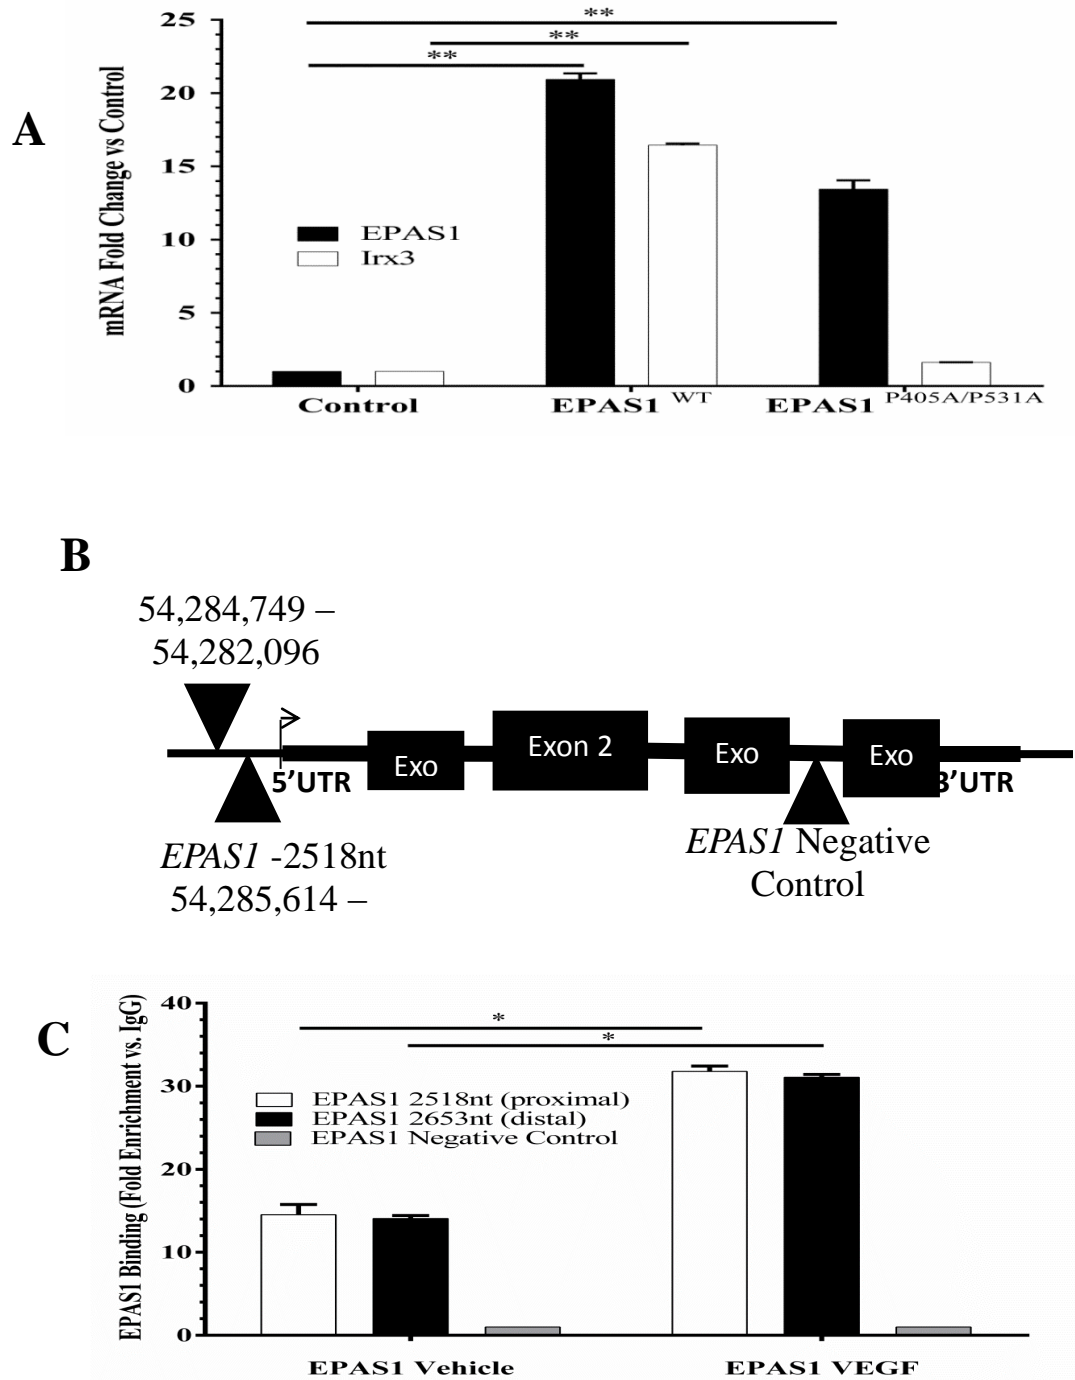 A
mRNA Fold Change vs Control
25
20
15
10
5
0
**
**
**
EPAS1
Irx3
Control
EPAS1 WT
EPAS1 P405A/P531A
B
54,284,749 –
54,282,096
5’UTR
Exo
Exon 2
Exo
Exo
3’UTR
EPAS1 -2518nt
54,285,614 –
EPAS1 Negative
Control
C
EPAS1 Binding (Fold Enrichment vs. IgG)
40
30
20
10
0
*
*
EPAS1 2518nt (proximal)
EPAS1 2653nt (distal)
EPAS1 Negative Control
EPAS1 Vehicle
EPAS1 VEGF